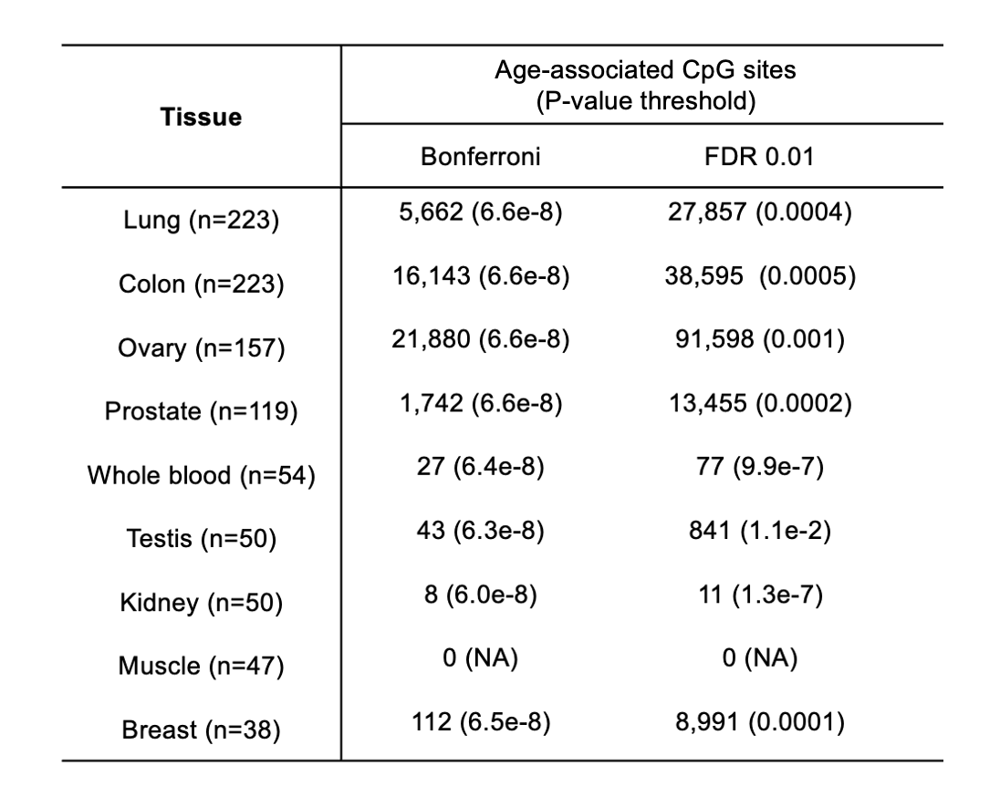 Tissue
Age-associated CpG sites
(P-value threshold)
Bonferroni FDR 0.01
Lung (n=223) 5,662 (6.6e-8) 27,857 (0.0004)
Colon (n=223) 16,143 (6.6e-8) 38,595 (0.0005)
Ovary (n=157) 21,880 (6.6e-8) 91,598 (0.001)
Prostate (n=119) 1,742 (6.6e-8) 13,455 (0.0002)
Whole blood (n=54) 27 (6.4e-8) 77 (9.9e-7)
Testis (n=50) 43 (6.3e-8) 841 (1.1e-2)
Kidney (n=50) 8 (6.0e-8) 11 (1.3e-7)
Muscle (n=47) 0 (NA) 0 (NA)
Breast (n=38) 112 (6.5e-8) 8,991 (0.0001)